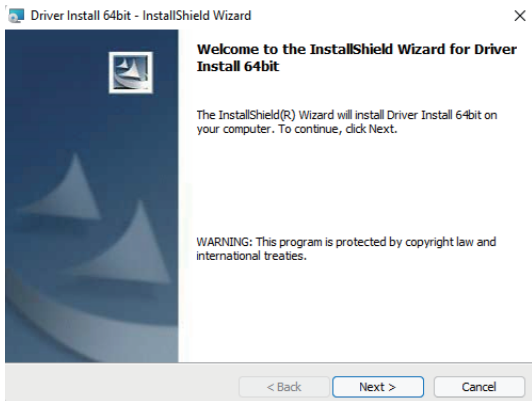 Driver Install 64bit - InstallShield Wizard
Welcome to the InstallShield Wizard for Driver
Install 64bit
The InstallShield(R) Wizard will install Driver Install 64bit on
your computer. To continue, click Next.
WARNING: This program is protected by copyright law and
international treaties.
< Back
Next >
Cancel